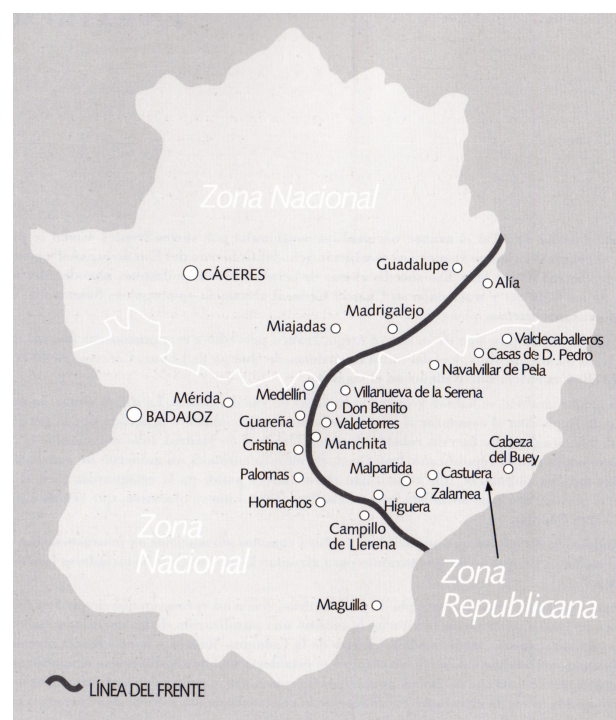 Zona Nacional
Guadalupe
CÁCERES
Alía
Madrigalejo
Miajadas
Valdecaballeros
Casas de D. Pedro
Navalvillar de Pela
Medellín
Villanueva de la Serena
Mérida
Don Benito
BADAJOZ
Guareña
Valdetorres
Manchita
Cristina
Cabeza
del Buey
Malpartida
Castuera
Palomas
Zalamea
Hornachos
Higuera
Campillo
de Llerena
Zona
Nacional
Zona
Republicana
Maguilla
LÍNEA DEL FRENTE